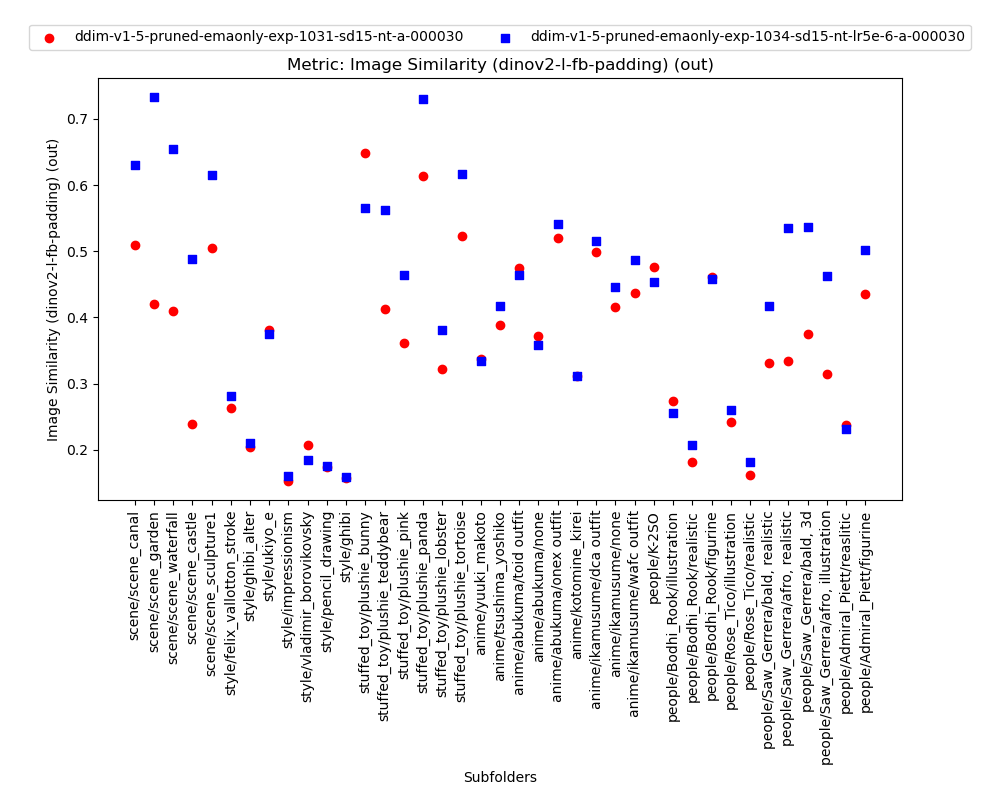 ddim-v1-5-pruned-emaonly-exp-1031-sd15-nt-a-000030
ddim-v1-5-pruned-emaonly-exp-1034-sd15-nt-lr5e-6-a-000030
Metric: Image Similarity (dinov2-l-fb-padding) (out)
Image Similarity (dinov2-l-fb-padding) (out)
0.7
0.6
0.5
0.4
0.3
0.2
scene/scene_canal
scene/scene_garden
scene/scene_waterfall
scene/scene_castle
scene/scene_sculpture1
style/felix_vallotton_stroke
style/ghibi_alter
style/ukiyo_e
style/impressionism
style/vladimir_borovikovsky
style/pencil_drawing
style/ghibi
stuffed_toy/plushie_bunny
stuffed_toy/plushie_teddybear
stuffed_toy/plushie_pink
stuffed_toy/plushie_panda
stuffed_toy/plushie_lobster
stuffed_toy/plushie_tortoise
anime/yuuki_makoto
anime/tsushima_yoshiko
anime/abukuma/toid outfit
anime/abukuma/none
anime/abukuma/onex outfit
anime/kotomine_kirei
anime/ikamusume/dca outfit
anime/ikamusume/none
anime/ikamusume/wafc outfit
people/K-2SO
people/Bodhi_Rook/illustration
people/Bodhi_Rook/realistic
people/Bodhi_Rook/figurine
people/Rose_Tico/illustration
people/Rose_Tico/realistic
people/Saw_Gerrera/bald, realistic
people/Saw_Gerrera/afro, realistic
people/Saw_Gerrera/bald, 3d
people/Saw_Gerrera/afro, illustration
people/Admiral_Piett/reaslitic
people/Admiral_Piett/figurine
Subfolders